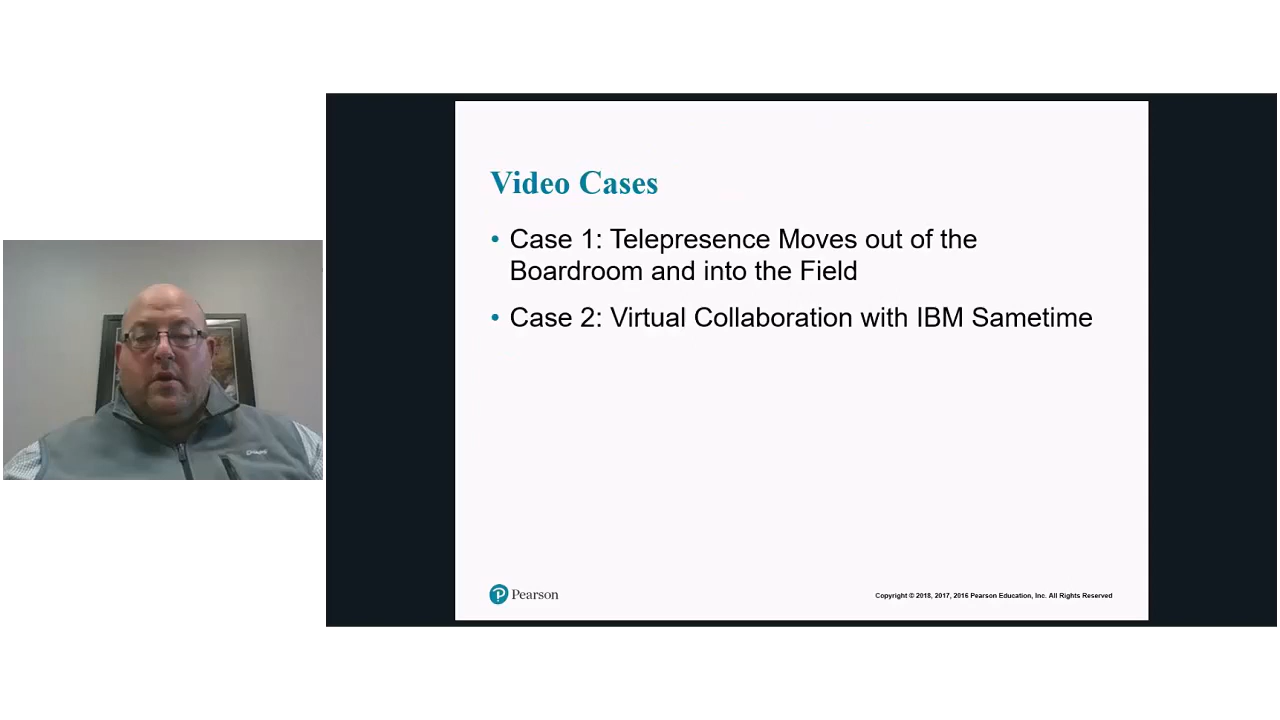 Video Cases
• Case 1: Telepresence Moves out of the
Boardroom and into the Field
• Case 2: Virtual Collaboration with IBM Sametime
Pearson
Copyright © 2018, 2017, 2016 Pearson Education, Inc. All Rights Reserved